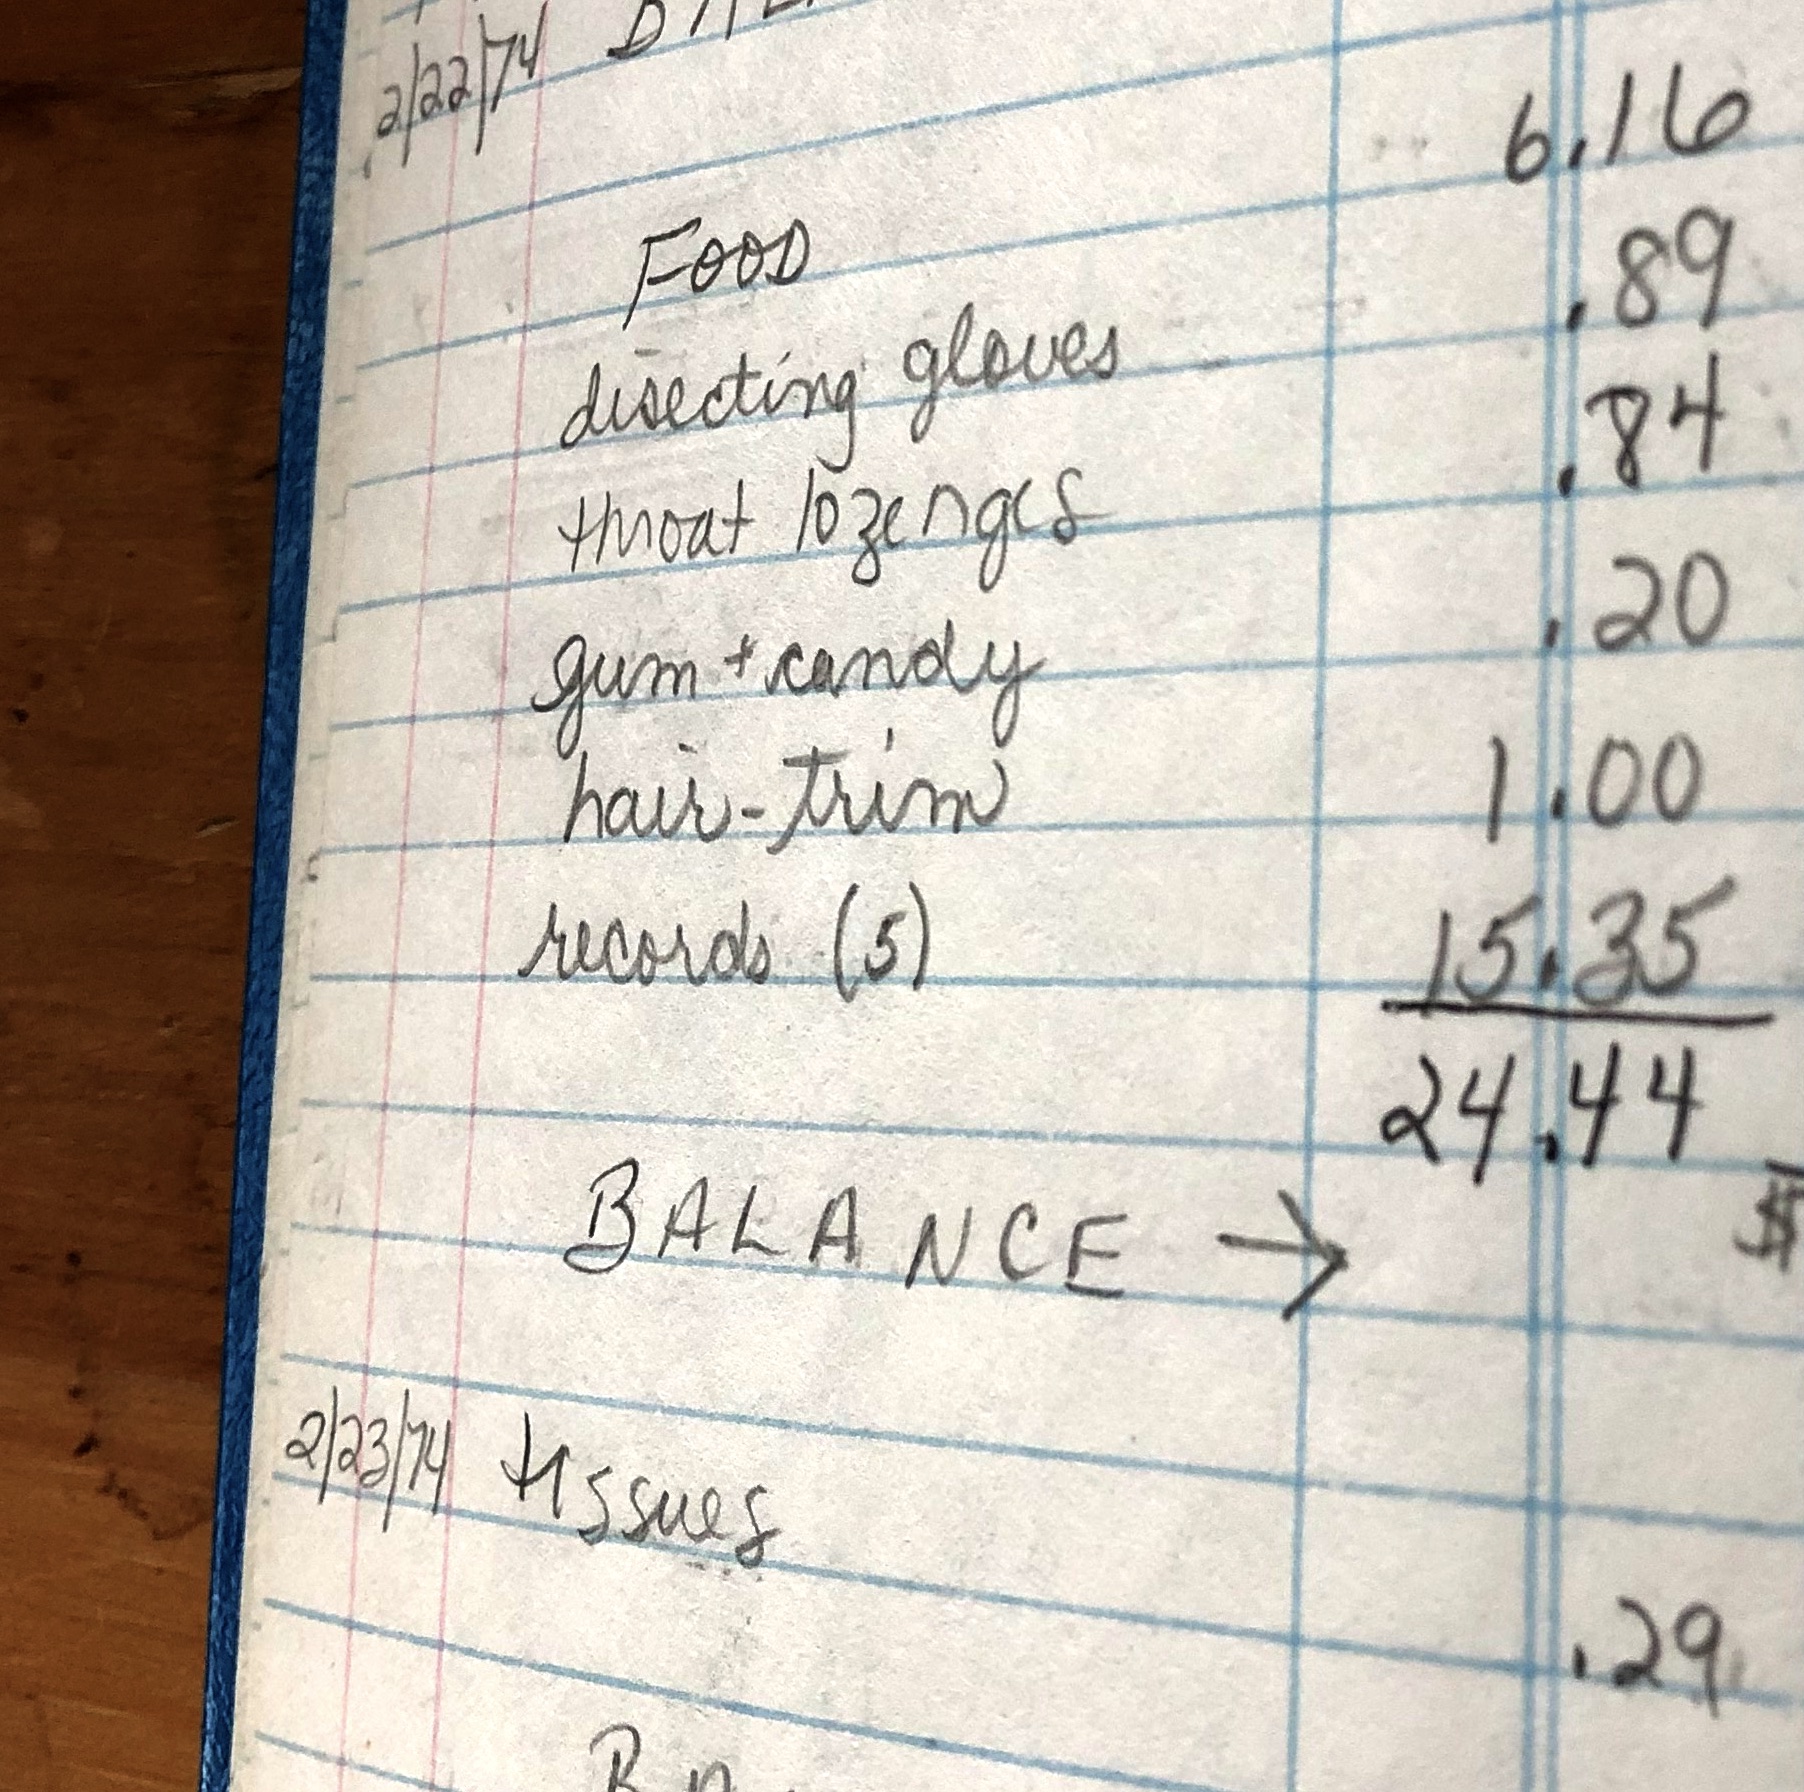 2/22/74
FOOD 6.16
disecting gloves .89
throat lozenges .84
gum + candy .20
hair-trim 1.00
records (5) 15.35
24.44
BALANCE → $
2/23/74 tissues .29